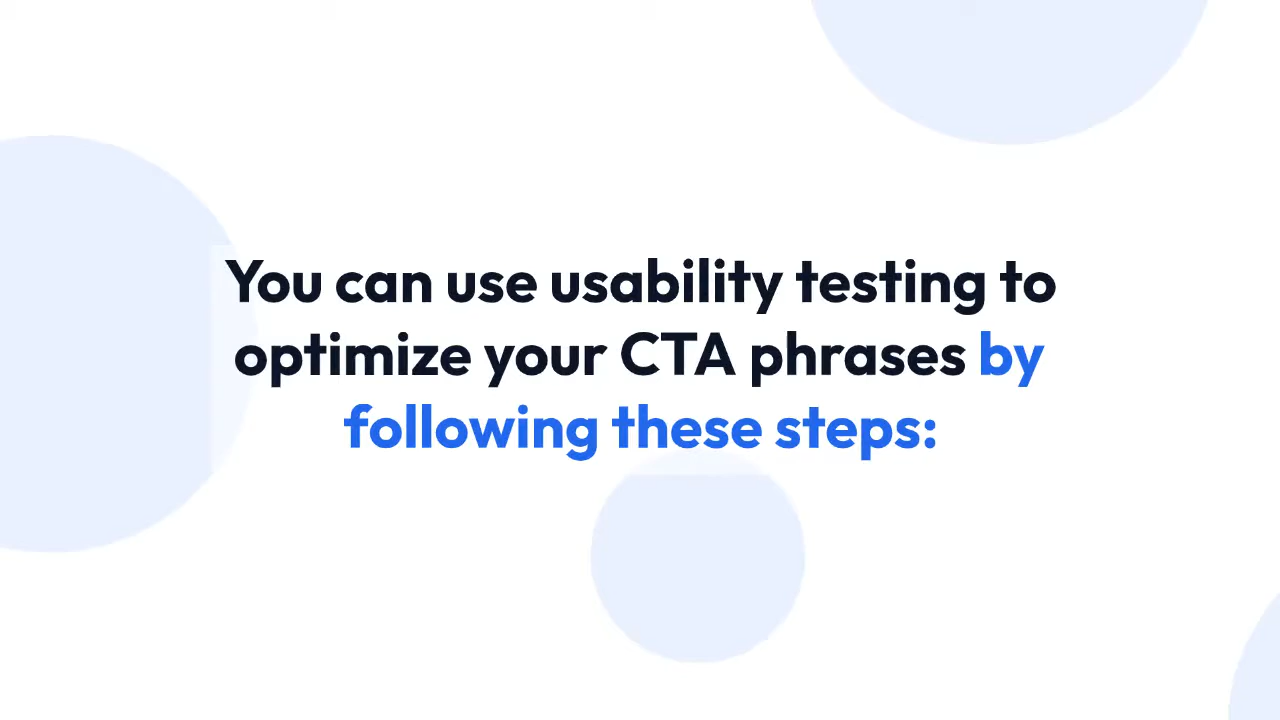 You can use usability testing to
optimize your CTA phrases by
following these steps: